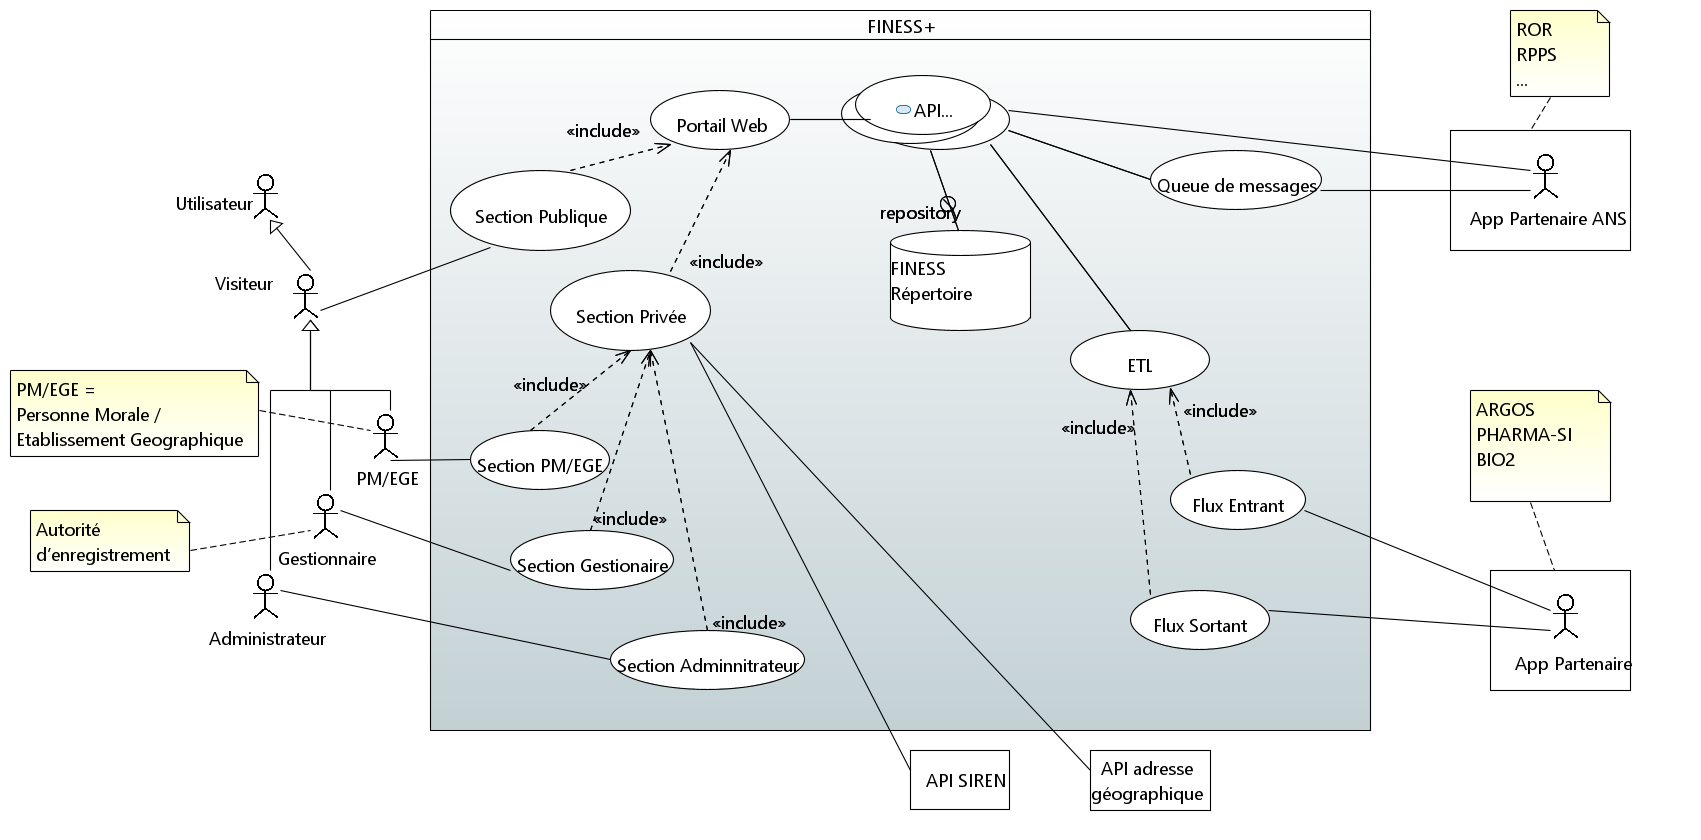 FINESS+
ROR
RPPS
...
API...
Portail Web
«include»
Queue de messages
Utilisateur
Section Publique
repository
App Partenaire ANS
«include»
FINESS
Répertoire
Visiteur
Section Privée
ETL
PM/EGE =
Personne Morale /
Etablissement Geographique
«include»
«include»
«include»
ARGOS
PHARMA-SI
BIO2
PM/EGE
Section PM/EGE
Flux Entrant
Autorité
d'enregistrement
«include»
Gestionnaire
Section Gestionaire
Administrateur
«include»
Flux Sortant
Section Adminnitrateur
App Partenaire
API SIREN
API adresse
géographique